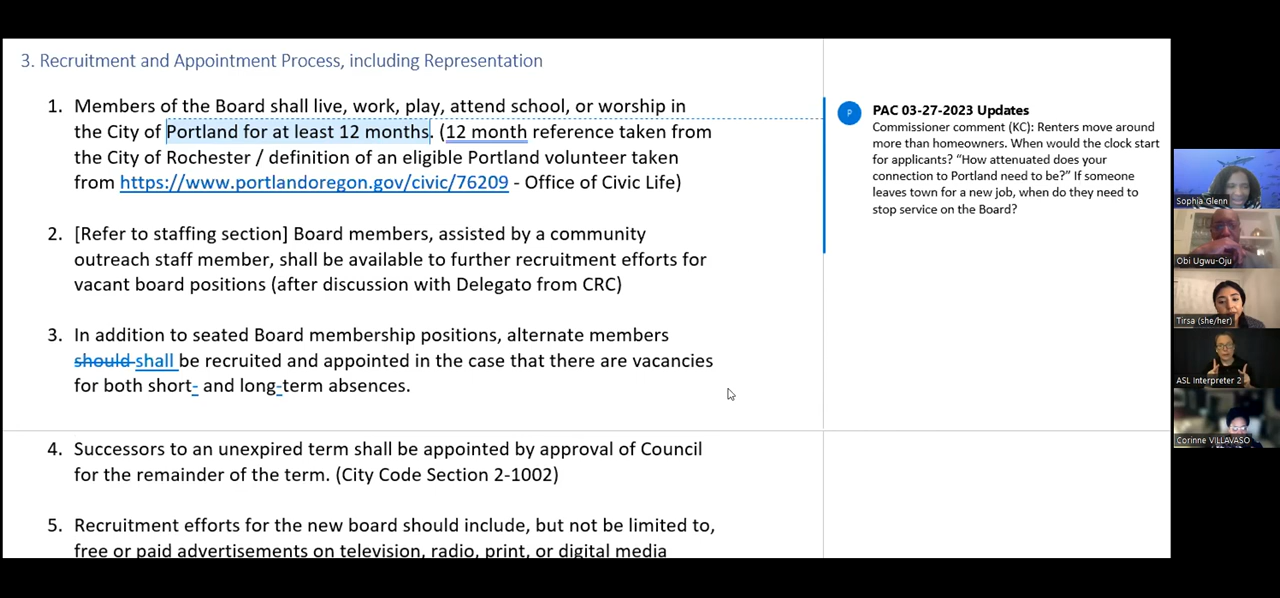 3. Recruitment and Appointment Process, including Representation
1. Members of the Board shall live, work, play, attend school, or worship in
the City of Portland for at least 12 months. (12 month reference taken from
the City of Rochester / definition of an eligible Portland volunteer taken
from https://www.portlandoregon.gov/civic/76209 - Office of Civic Life)
2. [Refer to staffing section] Board members, assisted by a community
outreach staff member, shall be available to further recruitment efforts for
vacant board positions (after discussion with Delegato from CRC)
3. In addition to seated Board membership positions, alternate members
should shall be recruited and appointed in the case that there are vacancies
for both short- and long-term absences.
4. Successors to an unexpired term shall be appointed by approval of Council
for the remainder of the term. (City Code Section 2-1002)
5. Recruitment efforts for the new board should include, but not be limited to,
free or paid advertisements on television, radio, print, or digital media
P
PAC 03-27-2023 Updates
Commissioner comment (KC): Renters move around
more than homeowners. When would the clock start
for applicants? “How attenuated does your
connection to Portland need to be?” If someone
leaves town for a new job, when do they need to
stop service on the Board?
Sophia Glenn
Obi Ugwu-Oju
Tirsa (she/her)
ASL Interpreter 2
Corinne VILLAVASO